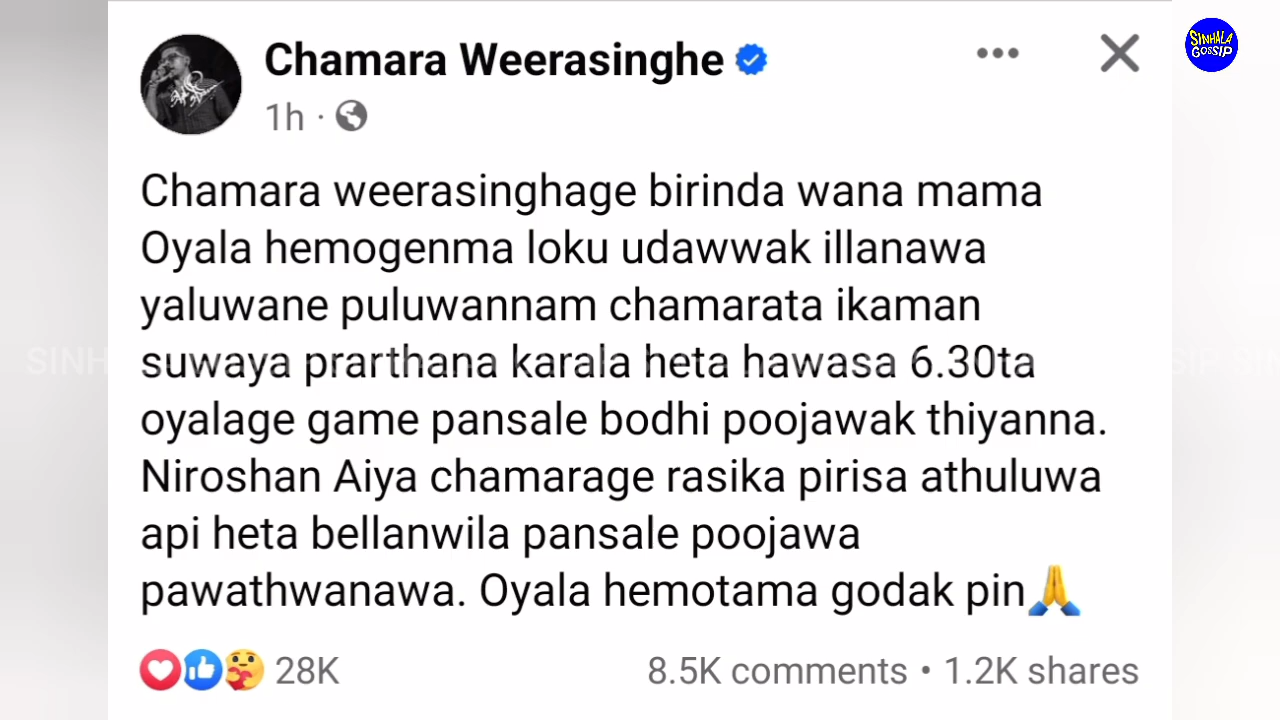 Chamara Weerasinghe
SINHALA
GOSSIP
1h ·
Chamara weerasinghage birinda wana mama
Oyala hemogenma loku udawwak illanawa
yaluwane puluwannam chamarata ikaman
suwaya prarthana karala heta hawasa 6.30ta
oyalage game pansale bodhi poojawak thiyanna.
Niroshan Aiya chamarage rasika pirisa athuluwa
api heta bellanwila pansale poojawa
pawathwanawa. Oyala hemotama godak pin🙏
28K 8.5K comments • 1.2K shares